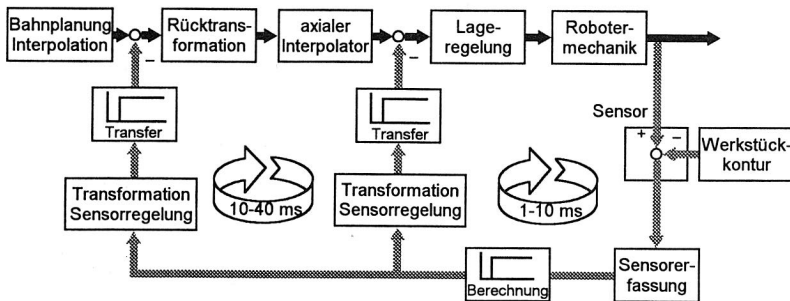 Bahnplanung
Interpolation
Rücktrans-
formation
axialer
Interpolator
Lage-
regelung
Roboter-
mechanik
−
−
Transfer
Transfer
Sensor
+
−
Werkstück-
kontur
Transformation
Sensorregelung
10-40 ms
Transformation
Sensorregelung
1-10 ms
Berechnung
Sensorer-
fassung